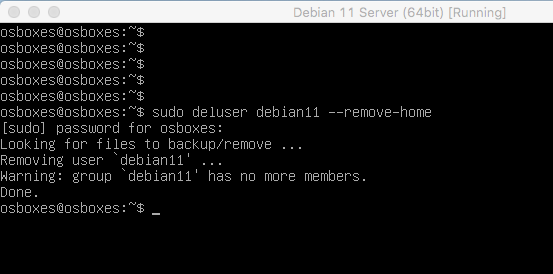 Debian 11 Server (64bit) [Running]
osboxes@osboxes:~$
osboxes@osboxes:~$
osboxes@osboxes:~$
osboxes@osboxes:~$
osboxes@osboxes:~$
osboxes@osboxes:~$ sudo deluser debian11 --remove-home
[sudo] password for osboxes:
Looking for files to backup/remove ...
Removing user `debian11' ...
Warning: group `debian11' has no more members.
Done.
osboxes@osboxes:~$ _